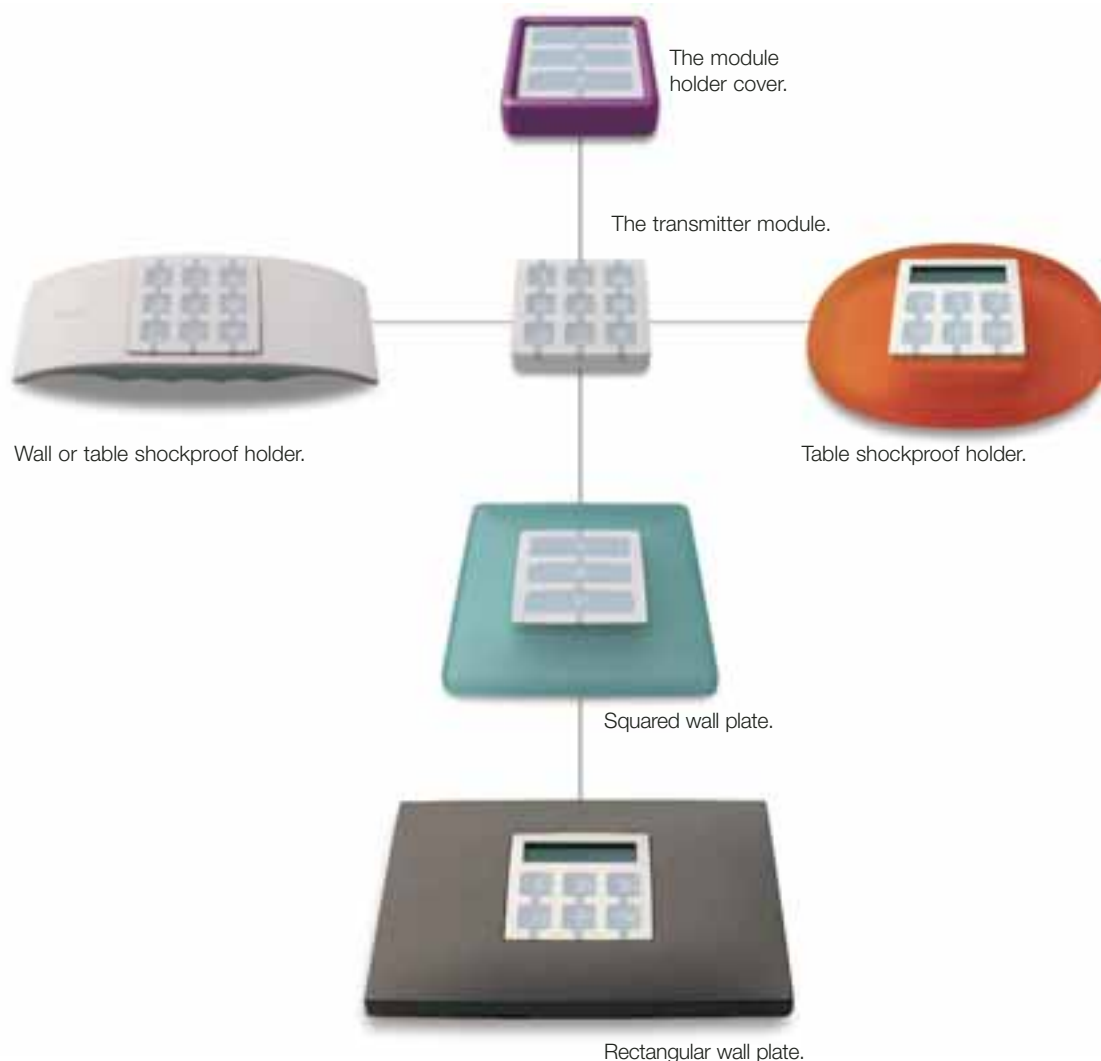 The module
holder cover.
The transmitter module.
Wall or table shockproof holder.
Table shockproof holder.
Squared wall plate.
Rectangular wall plate.